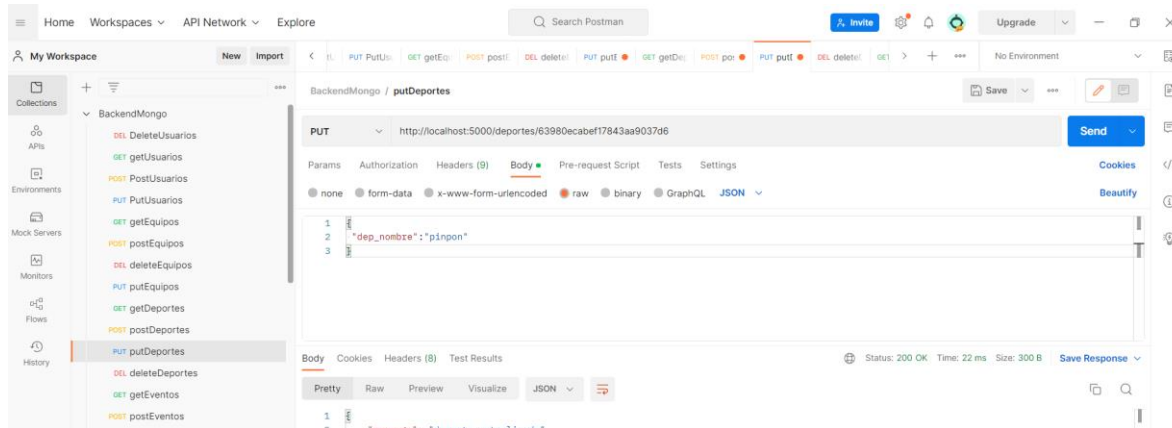 Home Workspaces API Network Explore Search Postman Invite Upgrade
My Workspace New Import PUT PutUs GET getEq POST postE DEL delete PUT putE GET getDe POST pos PUT putD DEL delete GET No Environment
Collections
APIs
Environments
Mock Servers
Monitors
Flows
History
BackendMongo
DEL DeleteUsuarios
GET getUsuarios
POST PostUsuarios
PUT PutUsuarios
GET getEquipos
POST postEquipos
DEL deleteEquipos
PUT putEquipos
GET getDeportes
POST postDeportes
PUT putDeportes
DEL deleteDeportes
GET getEventos
POST postEventos
BackendMongo / putDeportes Save
PUT http://localhost:5000/deportes/63980ecabef17843aa9037d6 Send
Params Authorization Headers (9) Body Pre-request Script Tests Settings Cookies
none form-data x-www-form-urlencoded raw binary GraphQL JSON Beautify
1 {
2 "dep_nombre":"pinpon"
3 }
Body Cookies Headers (8) Test Results Status: 200 OK Time: 22 ms Size: 300 B Save Response
Pretty Raw Preview Visualize JSON
1 {